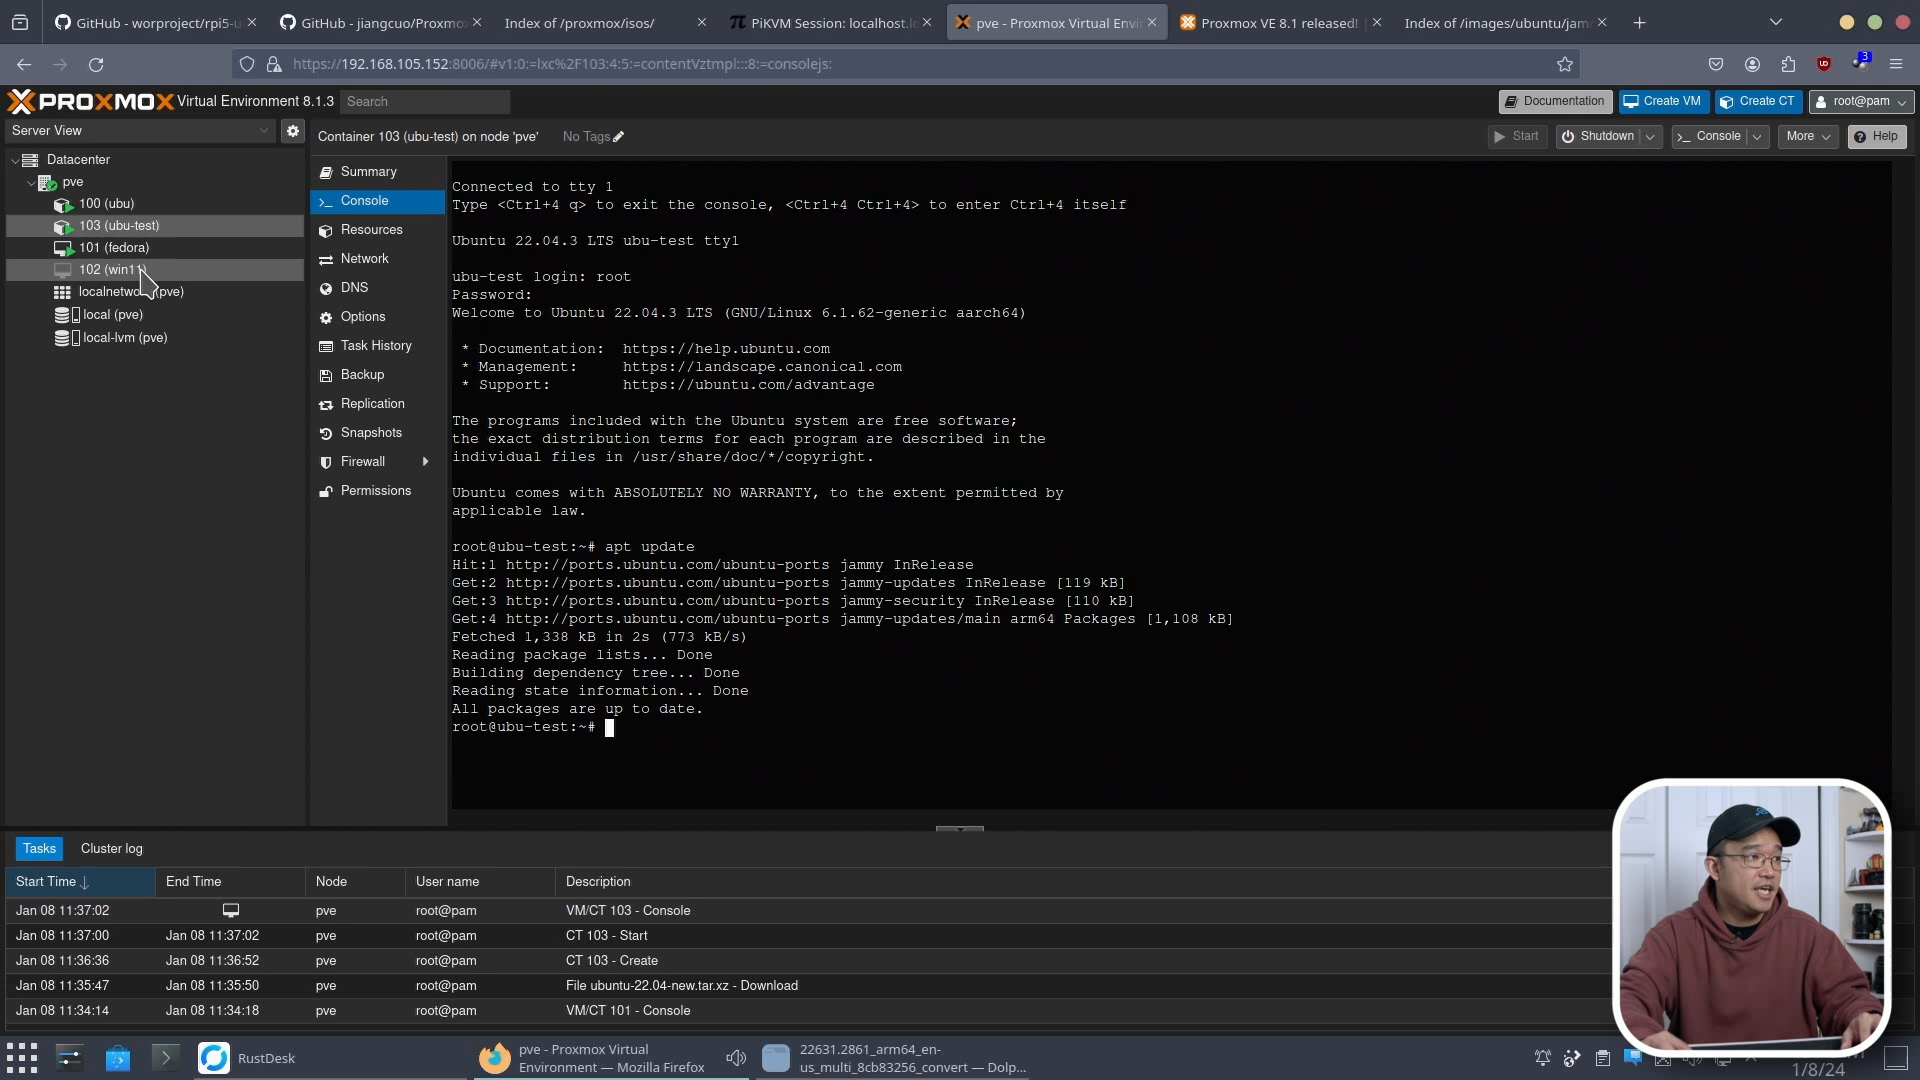 GitHub - worproject/rpi5-u
GitHub - jiangcuo/Proxmo
Index of /proxmox/isos/
PiKVM Session: localhost.lo
pve - Proxmox Virtual Envi
Proxmox VE 8.1 released!
Index of /images/ubuntu/jam
https://192.168.105.152:8006/#v1:0:=lxc%2F103:4:5:=contentVztmpl:::8:=consolejs:
3
PROXMOX Virtual Environment 8.1.3
Search
Documentation
Create VM
Create CT
root@pam
Server View
Container 103 (ubu-test) on node 'pve'
No Tags
Start
Shutdown
Console
More
Help
Datacenter
pve
100 (ubu)
103 (ubu-test)
101 (fedora)
102 (win11)
localnetwo (pve)
local (pve)
local-lvm (pve)
Summary
Console
Resources
Network
DNS
Options
Task History
Backup
Replication
Snapshots
Firewall
Permissions
Connected to tty 1
Type <Ctrl+4 q> to exit the console, <Ctrl+4 Ctrl+4> to enter Ctrl+4 itself
Ubuntu 22.04.3 LTS ubu-test tty1
ubu-test login: root
Password:
Welcome to Ubuntu 22.04.3 LTS (GNU/Linux 6.1.62-generic aarch64)
* Documentation: https://help.ubuntu.com
* Management: https://landscape.canonical.com
* Support: https://ubuntu.com/advantage
The programs included with the Ubuntu system are free software;
the exact distribution terms for each program are described in the
individual files in /usr/share/doc/*/copyright.
Ubuntu comes with ABSOLUTELY NO WARRANTY, to the extent permitted by
applicable law.
root@ubu-test:~# apt update
Hit:1 http://ports.ubuntu.com/ubuntu-ports jammy InRelease
Get:2 http://ports.ubuntu.com/ubuntu-ports jammy-updates InRelease [119 kB]
Get:3 http://ports.ubuntu.com/ubuntu-ports jammy-security InRelease [110 kB]
Get:4 http://ports.ubuntu.com/ubuntu-ports jammy-updates/main arm64 Packages [1,108 kB]
Fetched 1,338 kB in 2s (773 kB/s)
Reading package lists... Done
Building dependency tree... Done
Reading state information... Done
All packages are up to date.
root@ubu-test:~#
Tasks
Cluster log
Start Time
End Time
Node
User name
Description
Jan 08 11:37:02
pve
root@pam
VM/CT 103 - Console
Jan 08 11:37:00
Jan 08 11:37:02
pve
root@pam
CT 103 - Start
Jan 08 11:36:36
Jan 08 11:36:52
pve
root@pam
CT 103 - Create
Jan 08 11:35:47
Jan 08 11:35:50
pve
root@pam
File ubuntu-22.04-new.tar.xz - Download
Jan 08 11:34:14
Jan 08 11:34:18
pve
root@pam
VM/CT 101 - Console
RustDesk
pve - Proxmox Virtual
Environment — Mozilla Firefox
22631.2861_arm64_en-
us_multi_8cb83256_convert — Dolp...
1/8/24